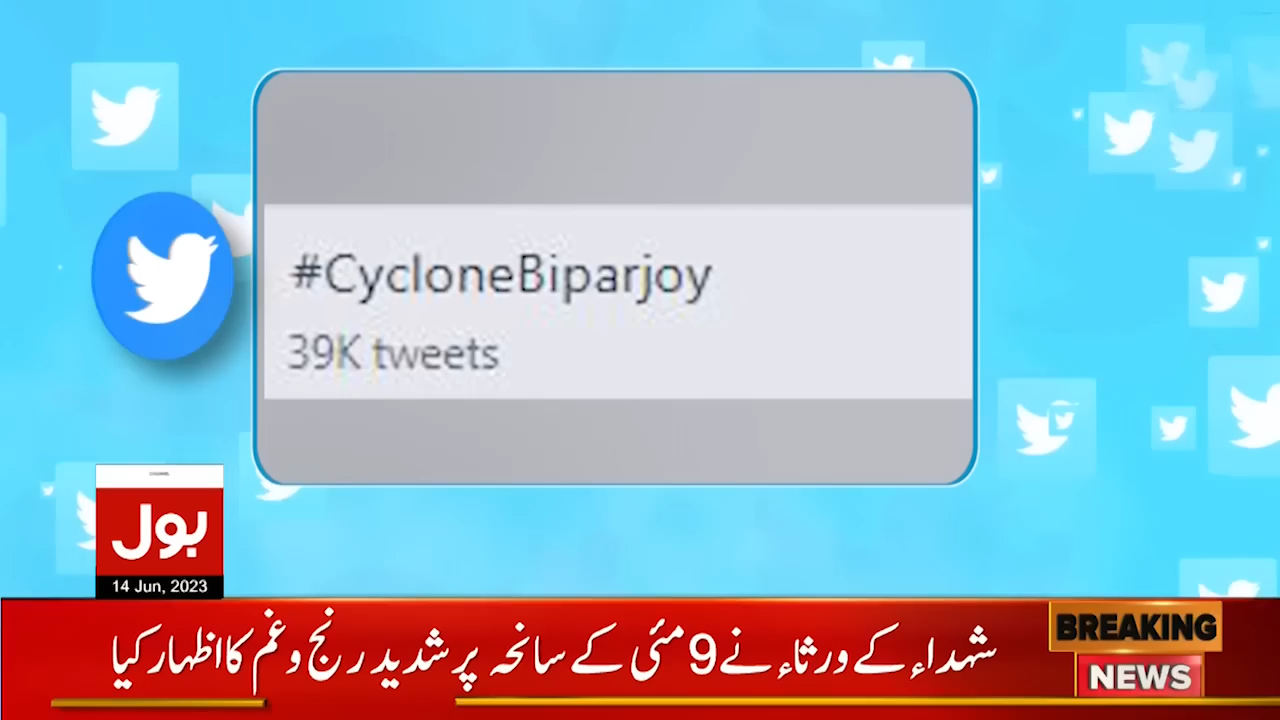 #CycloneBiparjoy
39K tweets
بول
14 Jun, 2023
شہداء کے ورثاء نے 9 مئی کے سانحہ پر شدید رنج و غم کا اظہار کیا
BREAKING
NEWS